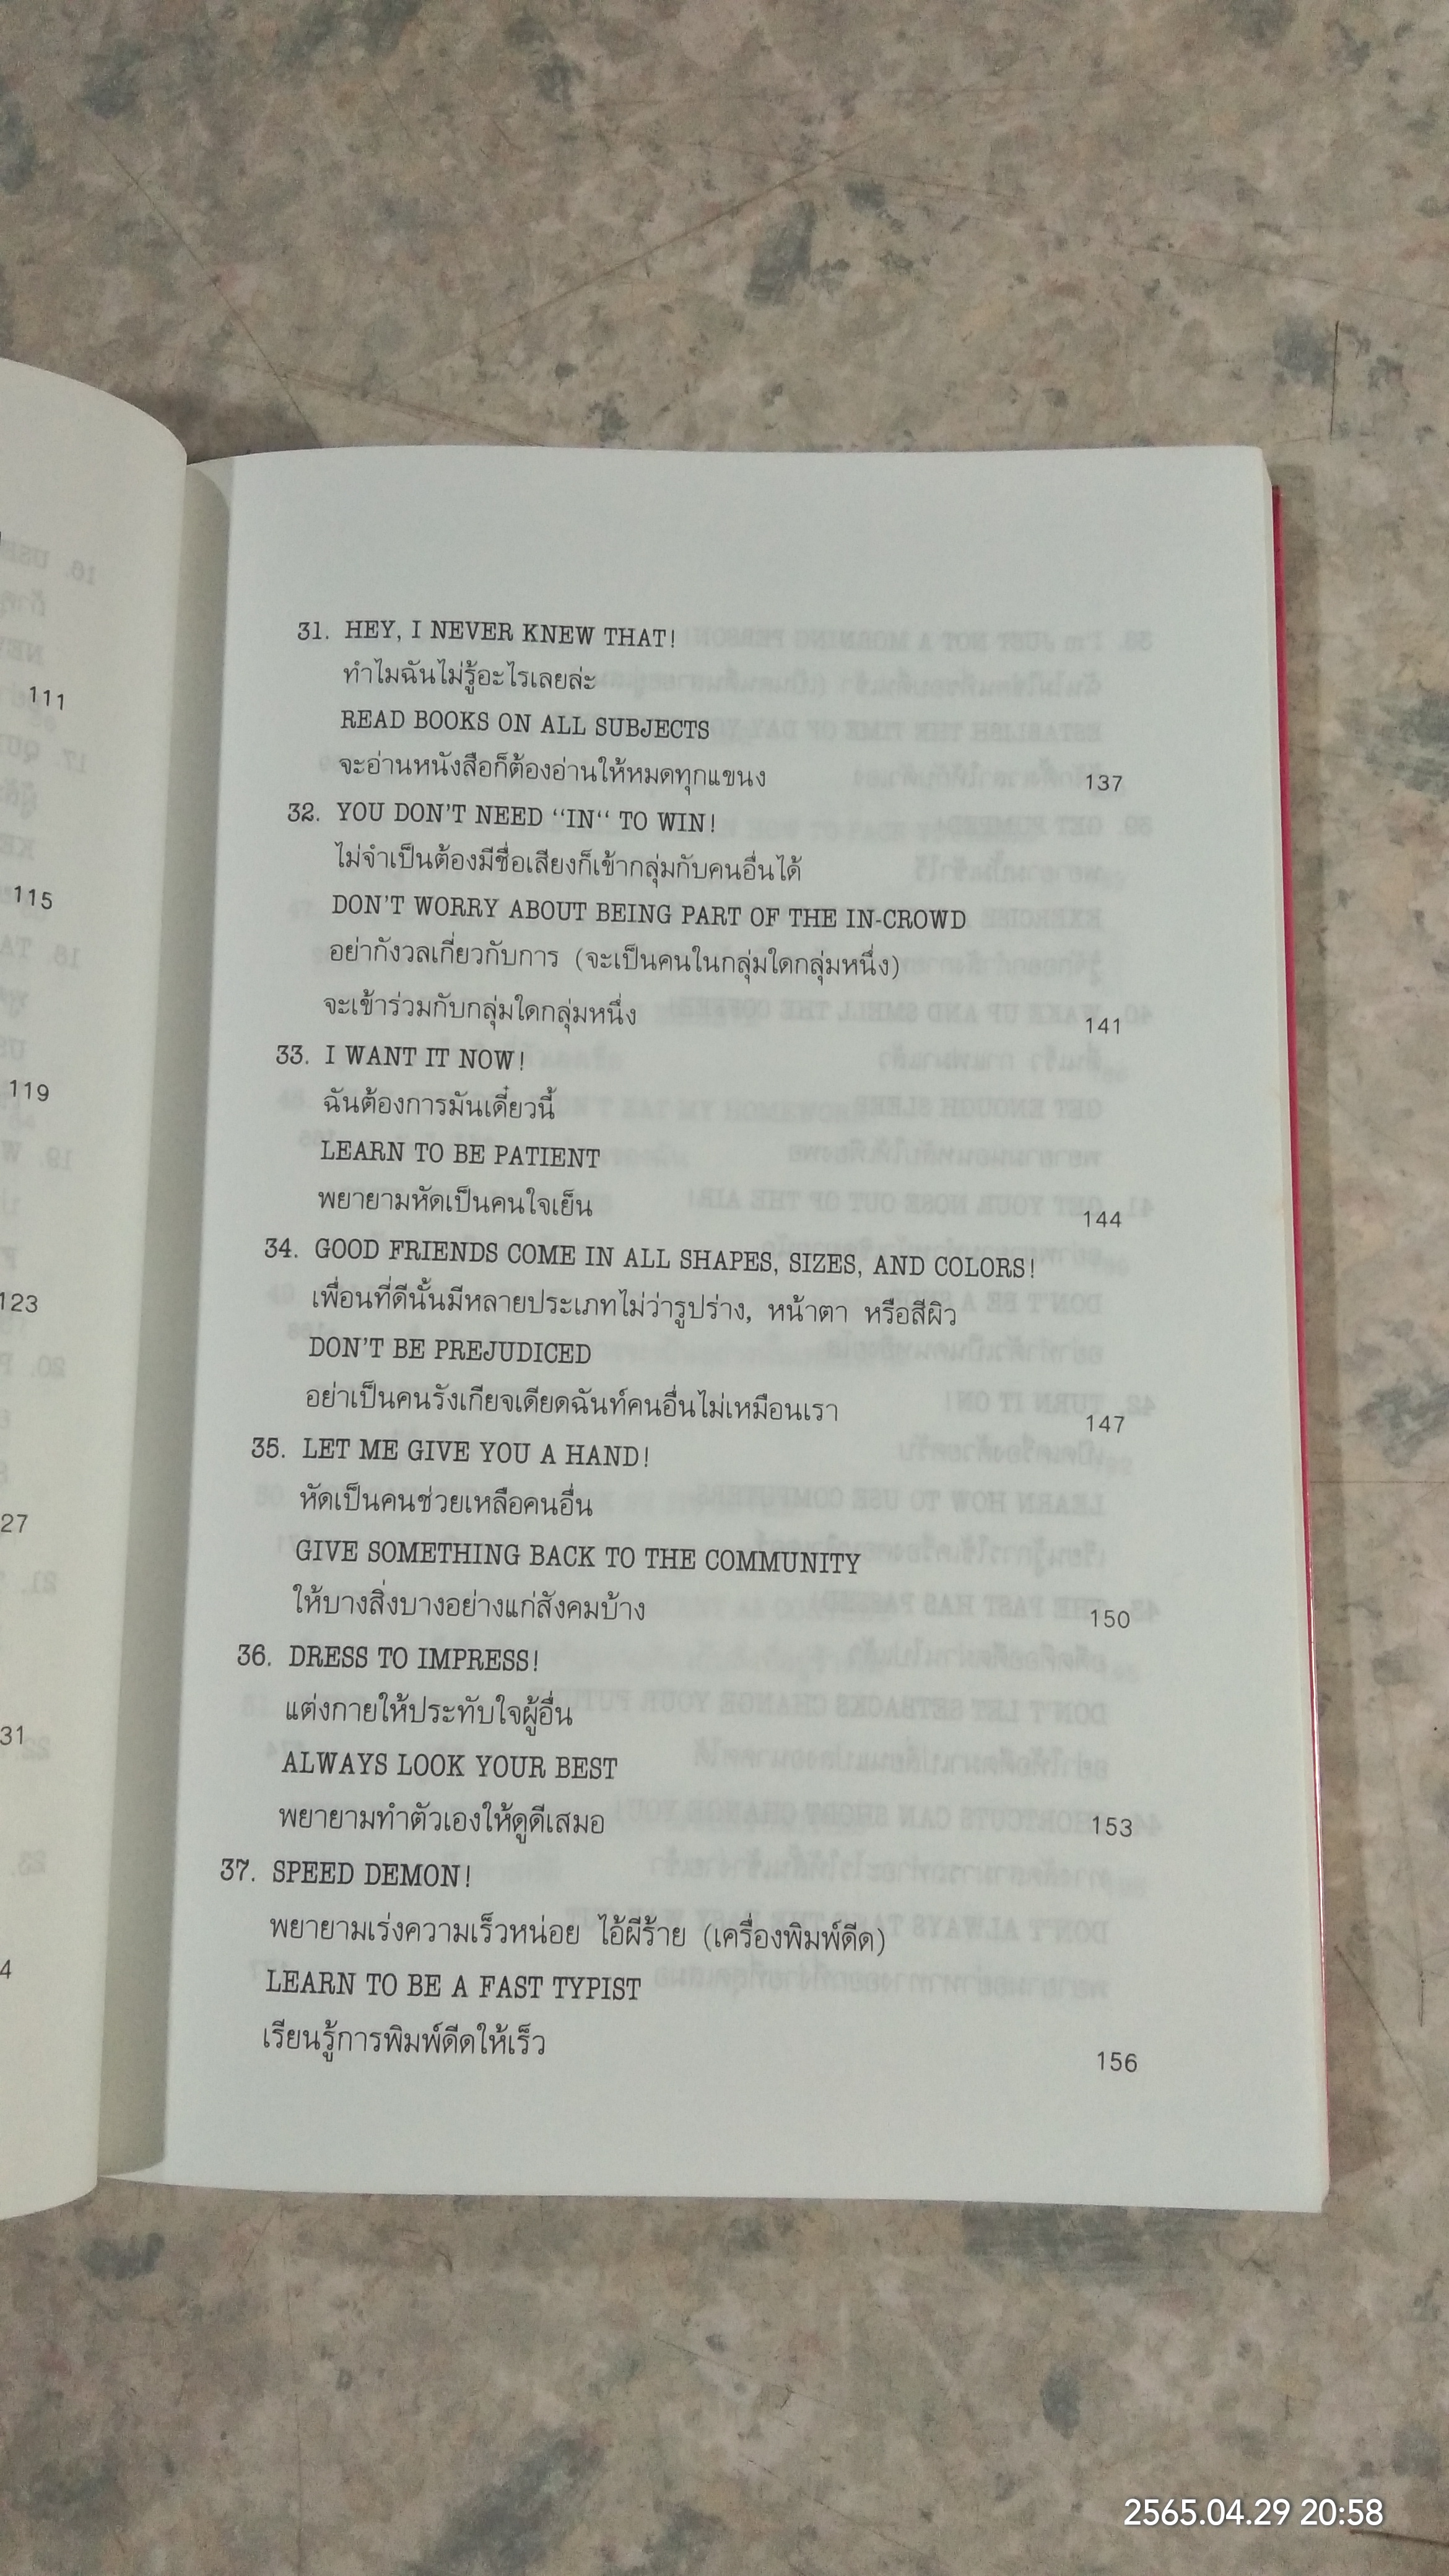 111
115
119
123
27
31
4
31. HEY, I NEVER KNEW THAT!
ทำไมฉันไม่รู้อะไรเลยล่ะ
READ BOOKS ON ALL SUBJECTS
จะอ่านหนังสือก็ต้องอ่านให้หมดทุกแขนง 137
32. YOU DON'T NEED “IN“ TO WIN!
ไม่จำเป็นต้องมีชื่อเสียงก็เข้ากลุ่มกับคนอื่นได้
DON'T WORRY ABOUT BEING PART OF THE IN-CROWD
อย่ากังวลเกี่ยวกับการ (จะเป็นคนในกลุ่มใดกลุ่มหนึ่ง)
จะเข้าร่วมกับกลุ่มใดกลุ่มหนึ่ง 141
33. I WANT IT NOW!
ฉันต้องการมันเดี๋ยวนี้
LEARN TO BE PATIENT
พยายามหัดเป็นคนใจเย็น 144
34. GOOD FRIENDS COME IN ALL SHAPES, SIZES, AND COLORS!
เพื่อนที่ดีนั้นมีหลายประเภทไม่ว่ารูปร่าง, หน้าตา หรือสีผิว
DON'T BE PREJUDICED
อย่าเป็นคนรังเกียจเดียดฉันท์คนอื่นไม่เหมือนเรา 147
35. LET ME GIVE YOU A HAND!
หัดเป็นคนช่วยเหลือคนอื่น
GIVE SOMETHING BACK TO THE COMMUNITY
ให้บางสิ่งบางอย่างแก่สังคมบ้าง 150
36. DRESS TO IMPRESS!
แต่งกายให้ประทับใจผู้อื่น
ALWAYS LOOK YOUR BEST
พยายามทำตัวเองให้ดูดีเสมอ 153
37. SPEED DEMON!
พยายามเร่งความเร็วหน่อย ไอ้ผีร้าย (เครื่องพิมพ์ดีด)
LEARN TO BE A FAST TYPIST
เรียนรู้การพิมพ์ดีดให้เร็ว 156
2565.04.29 20:58